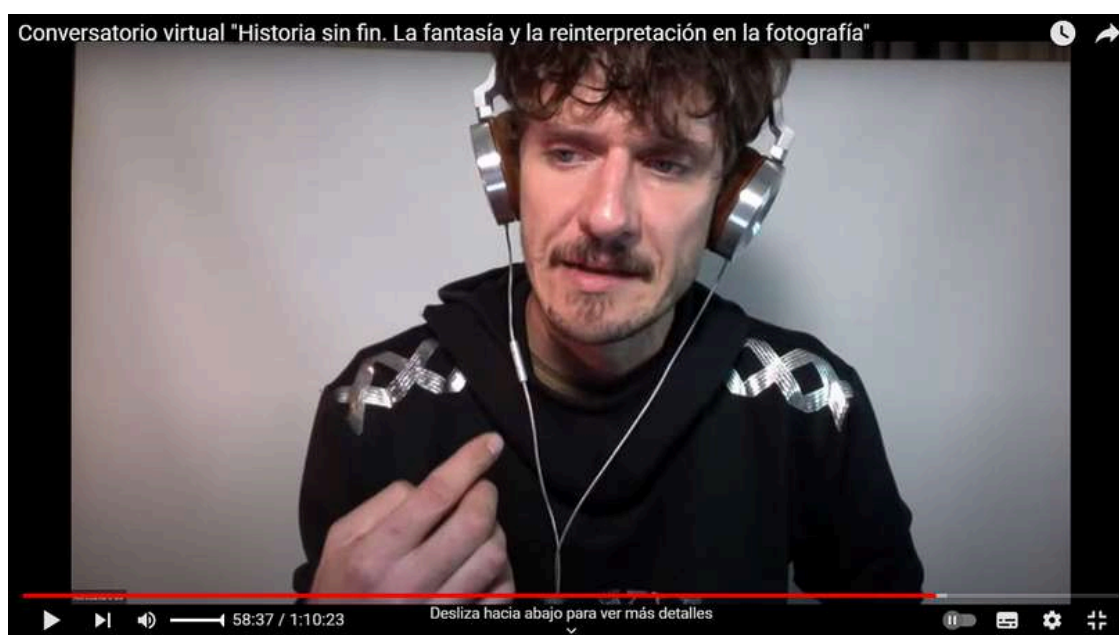 Conversatorio virtual "Historia sin fin. La fantasía y la reinterpretación en la fotografía"
58:37 / 1:10:23
Desliza hacia abajo para ver más detalles